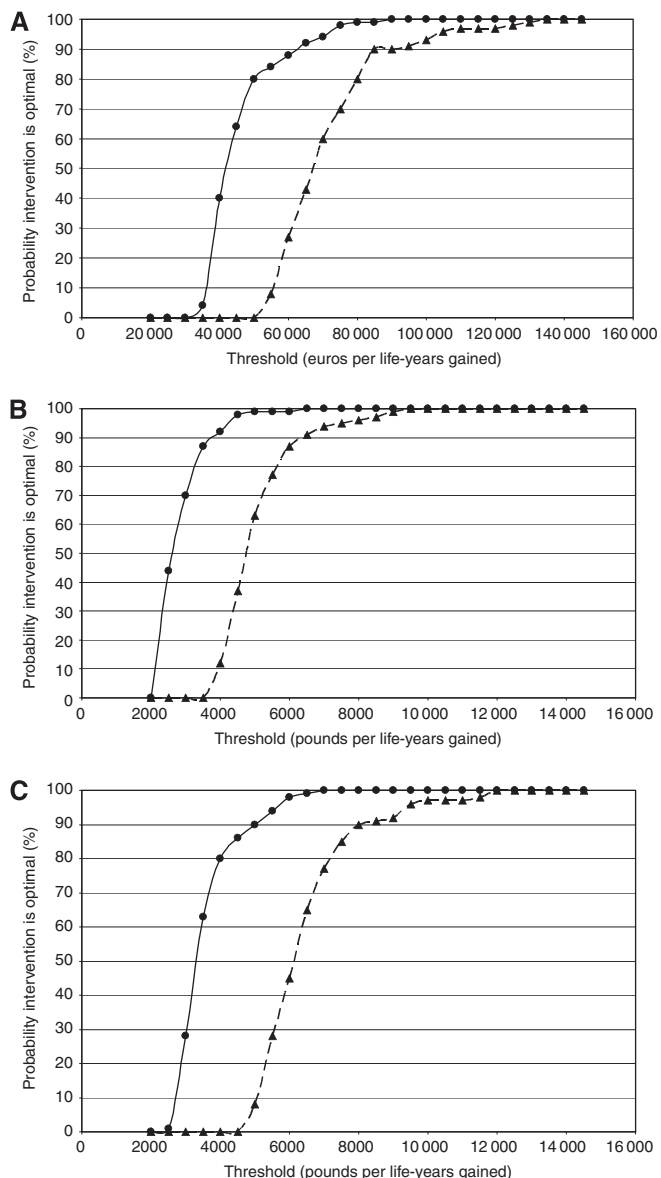 A
Probability intervention is optimal (%)
100
90
80
70
60
50
40
30
20
10
0
0 20 000 40 000 60 000 80 000 100 000 120 000 140 000 160 000
Threshold (euros per life-years gained)
B
Probability intervention is optimal (%)
100
90
80
70
60
50
40
30
20
10
0
0 2000 4000 6000 8000 10 000 12 000 14 000 16 000
Threshold (pounds per life-years gained)
C
Probability intervention is optimal (%)
100
90
80
70
60
50
40
30
20
10
0
0 2000 4000 6000 8000 10 000 12 000 14 000 16 000
Threshold (pounds per life-years gained)